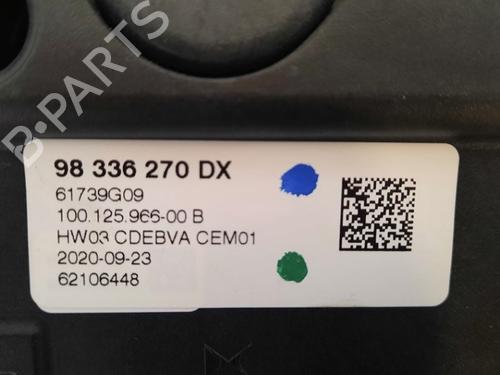 B-PARTS
98 336 270 DX
61739G09
100.125.966-00 B
HW03 CDEBVA CEM01
2020-09-23
62106448